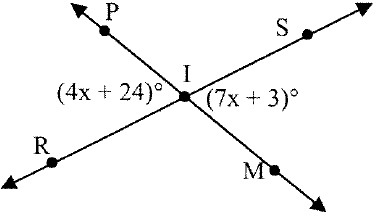 P
S
I
(4x + 24)° (7x + 3)°
R
M